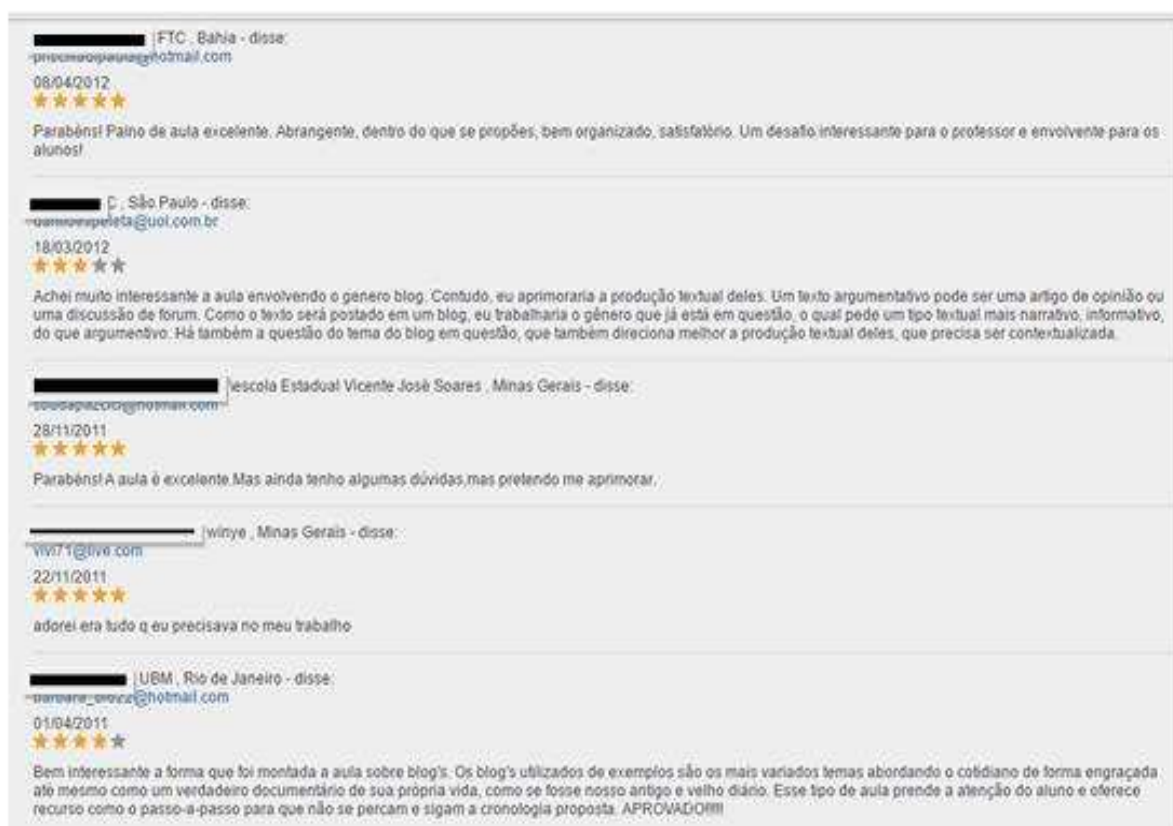 FTC , Bahia - disse:
@hotmail.com
08/04/2012
Parabéns! Palno de aula excelente. Abrangente, dentro do que se propões, bem organizado, satisfatório. Um desafio interessante para o professor e envolvente para os
alunos!
C , São Paulo - disse:
@uol.com.br
18/03/2012
Achei muito interessante a aula envolvendo o genero blog. Contudo, eu aprimoraria a produção textual deles. Um texto argumentativo pode ser uma artigo de opinião ou
uma discussão de forum. Como o texto será postado em um blog, eu trabalharia o gênero que já está em questão, o qual pede um tipo textual mais narrativo, informativo,
do que argumentivo. Há também a questão do tema do blog em questão, que também direciona melhor a produção textual deles, que precisa ser contextualizada.
escola Estadual Vicente José Soares , Minas Gerais - disse:
@hotmail.com
28/11/2011
Parabéns! A aula é excelente.Mas ainda tenho algumas dúvidas,mas pretendo me aprimorar.
winye , Minas Gerais - disse:
@live.com
22/11/2011
adorei era tudo q eu precisava no meu trabalho
UBM , Rio de Janeiro - disse:
@hotmail.com
01/04/2011
Bem interessante a forma que foi montada a aula sobre blog's. Os blog's utilizados de exemplos são os mais variados temas abordando o cotidiano de forma engraçada
até mesmo como um verdadeiro documentário de sua própria vida, como se fosse nosso antigo e velho diário. Esse tipo de aula prende a atenção do aluno e oferece
recurso como o passo-a-passo para que não se percam e sigam a cronologia proposta. APROVADO!!!!!